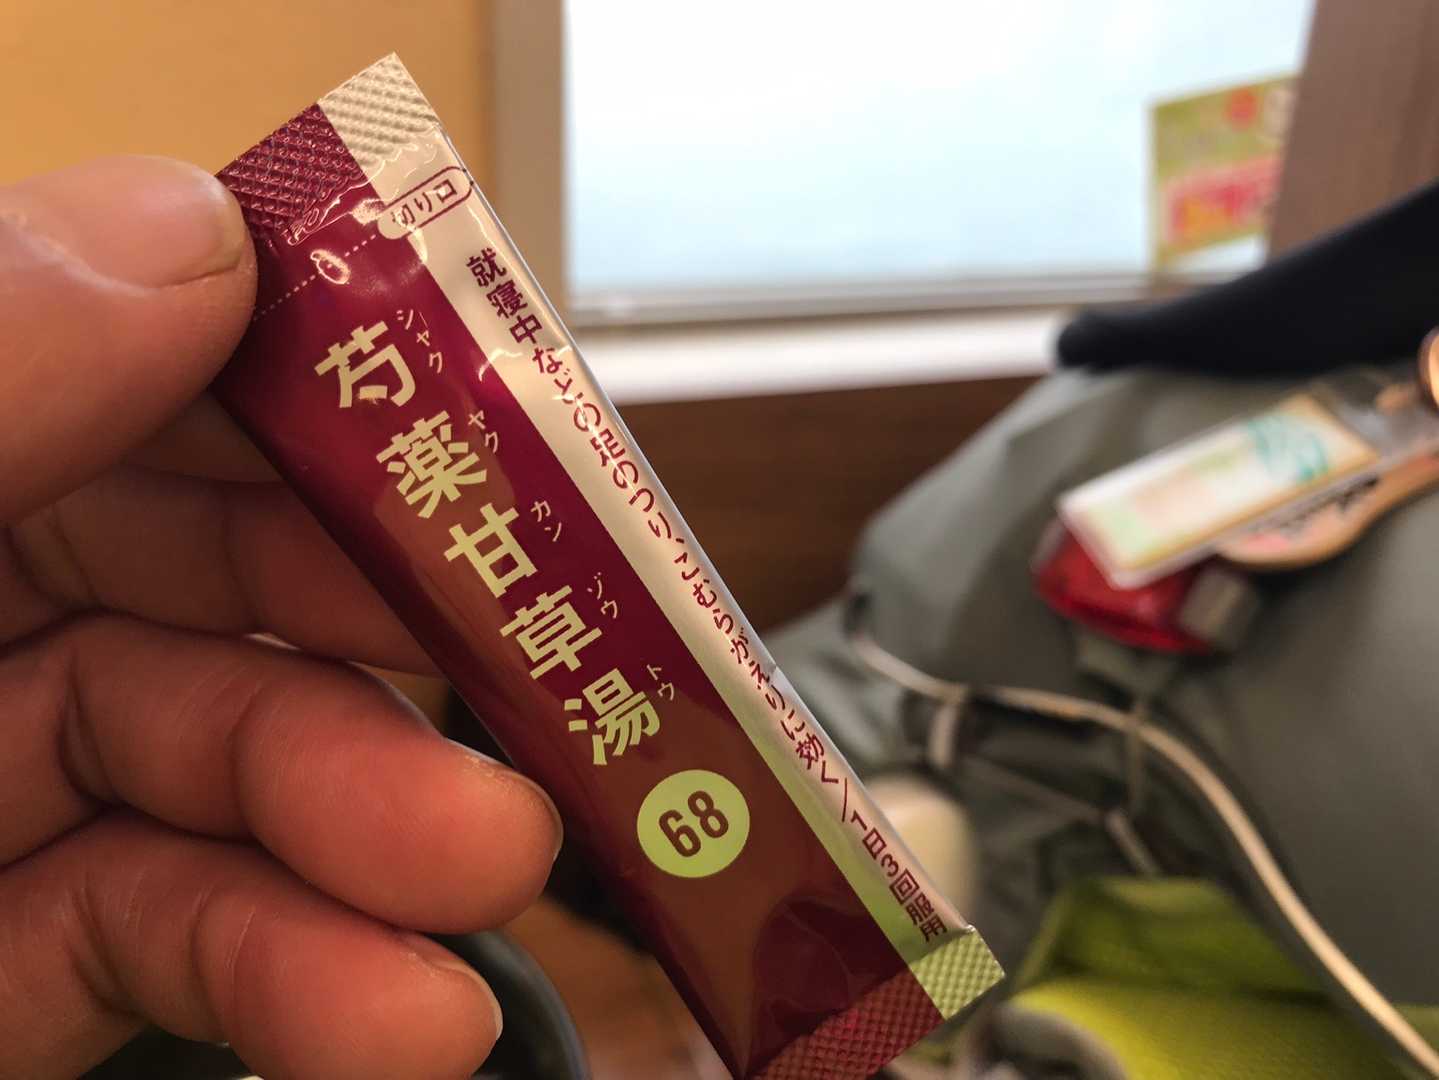 切り口
芍薬甘草湯
シャクヤクカンゾウトウ
68
就寝中などの足のつり、こむらがえりに効く/1日3回服用